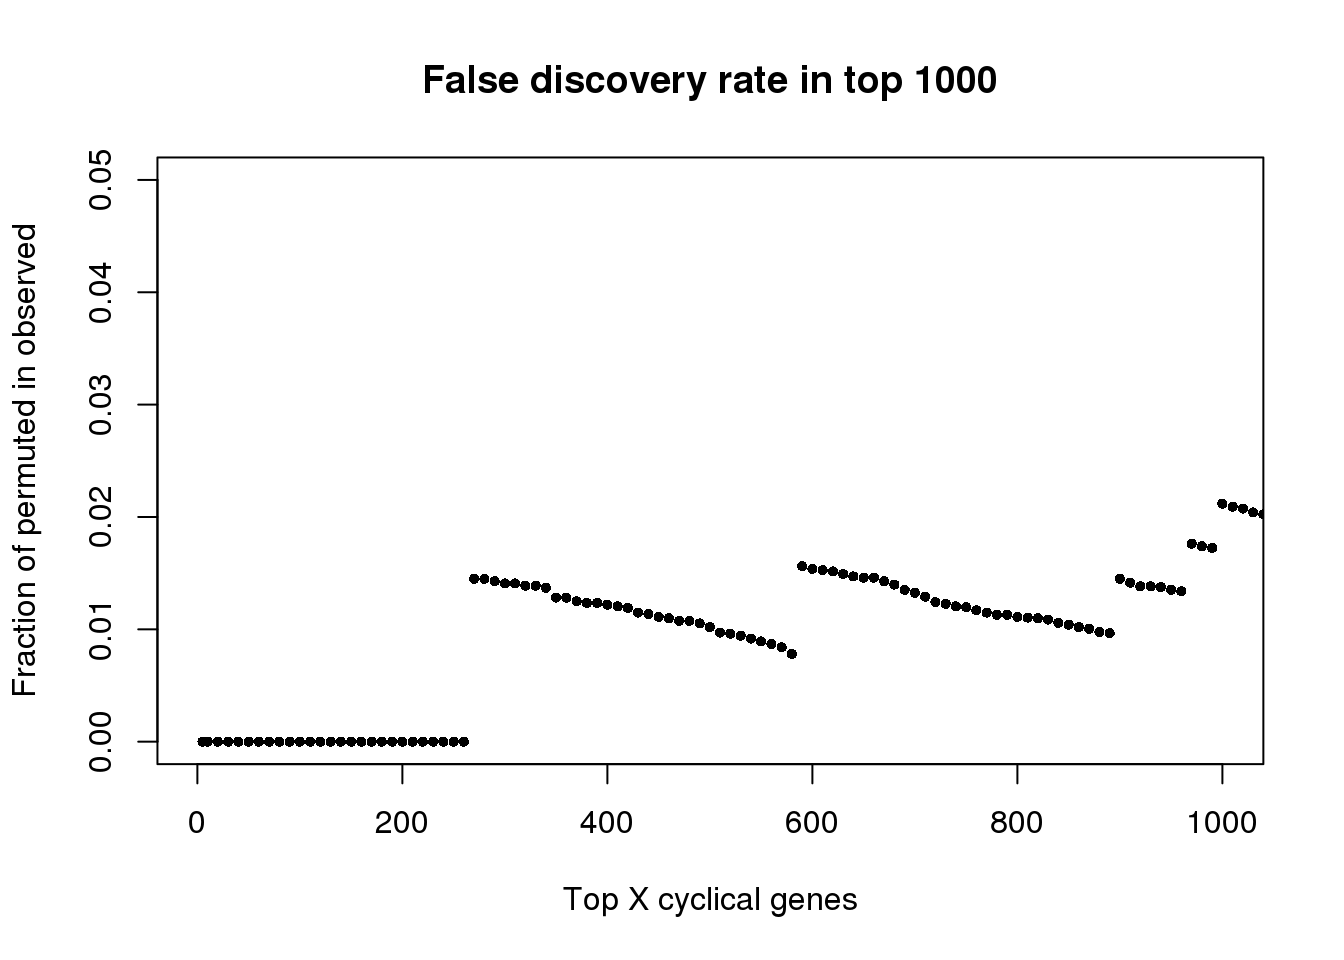 False discovery rate in top 1000
Fraction of permuted in observed
0.05
0.04
0.03
0.02
0.01
0.00
0 200 400 600 800 1000
Top X cyclical genes